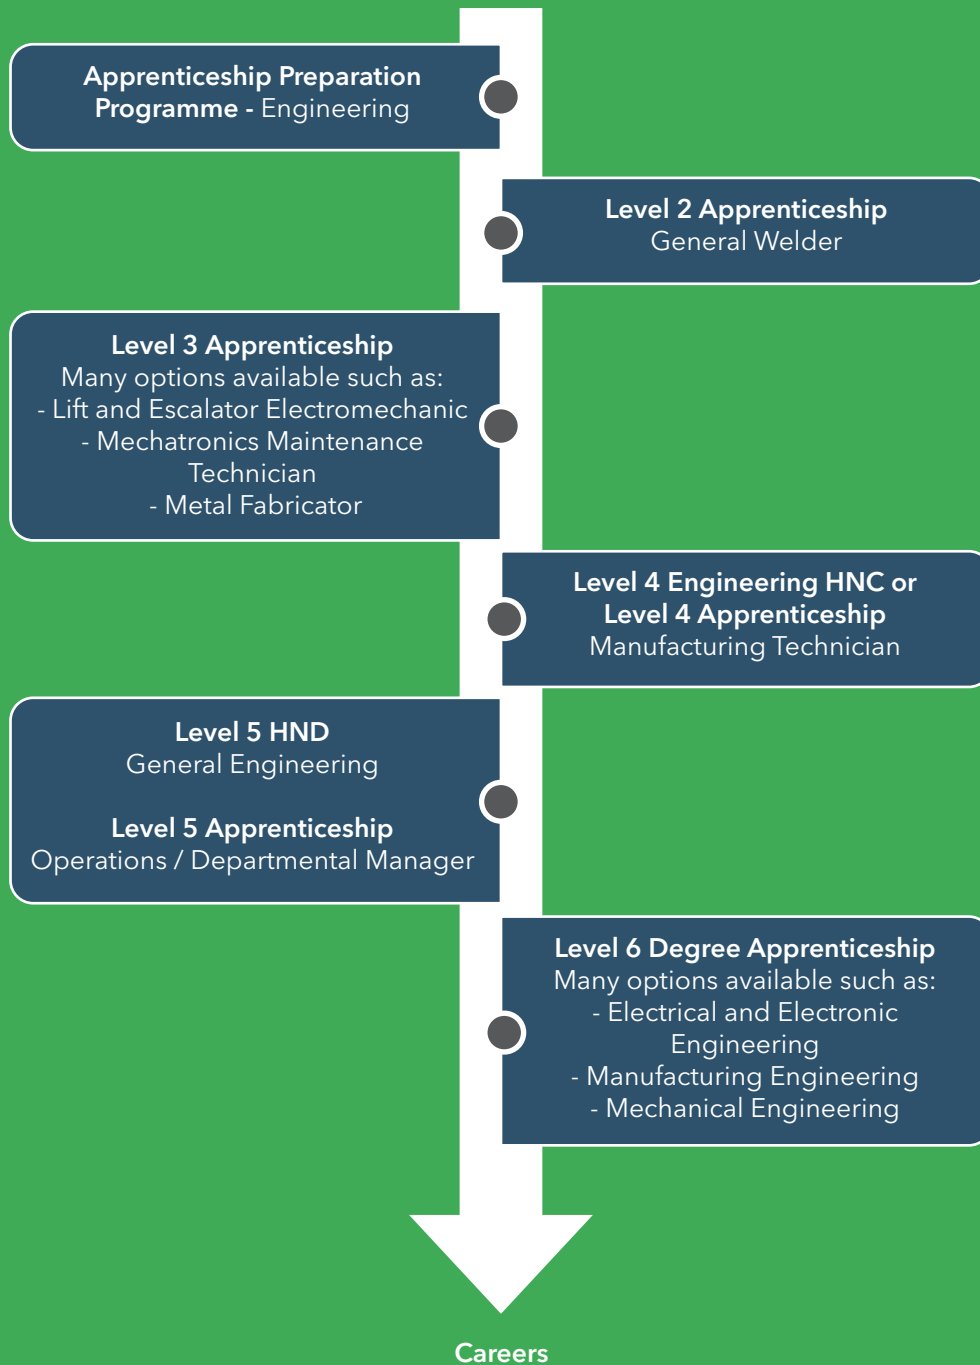 Apprenticeship Preparation
Programme - Engineering
Level 2 Apprenticeship
General Welder
Level 3 Apprenticeship
Many options available such as:
- Lift and Escalator Electromechanic
- Mechatronics Maintenance
Technician
- Metal Fabricator
Level 4 Engineering HNC or
Level 4 Apprenticeship
Manufacturing Technician
Level 5 HND
General Engineering
Level 5 Apprenticeship
Operations / Departmental Manager
Level 6 Degree Apprenticeship
Many options available such as:
- Electrical and Electronic
Engineering
- Manufacturing Engineering
- Mechanical Engineering
Careers